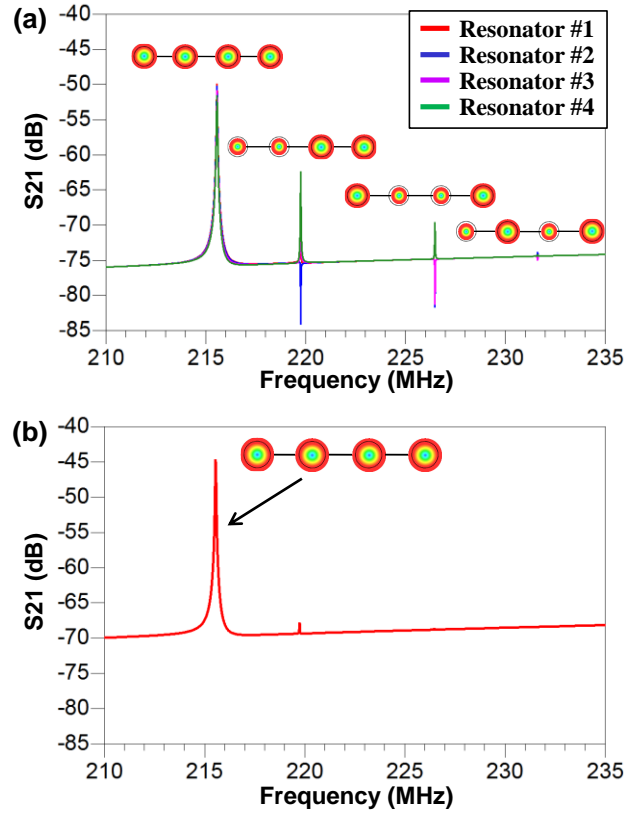 (a)
-40
-45
-50
-55
-60
-65
-70
-75
-80
-85
S21 (dB)
Resonator #1
Resonator #2
Resonator #3
Resonator #4
210 215 220 225 230 235
Frequency (MHz)
(b)
-40
-45
-50
-55
-60
-65
-70
-75
-80
-85
S21 (dB)
210 215 220 225 230 235
Frequency (MHz)